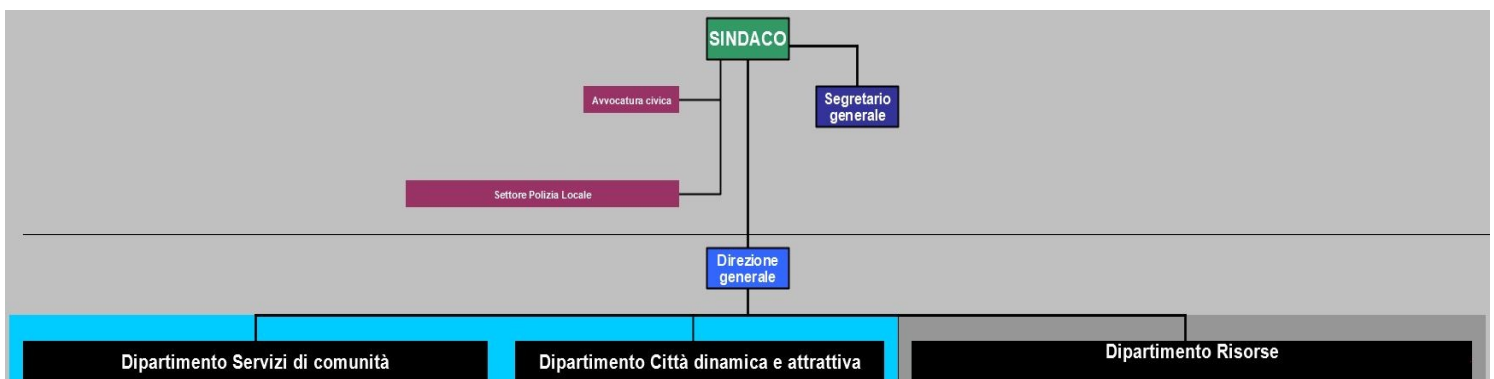 SINDACO
Avvocatura civica
Segretario
generale
Settore Polizia Locale
Direzione
generale
Dipartimento Servizi di comunità
Dipartimento Città dinamica e attrattiva
Dipartimento Risorse